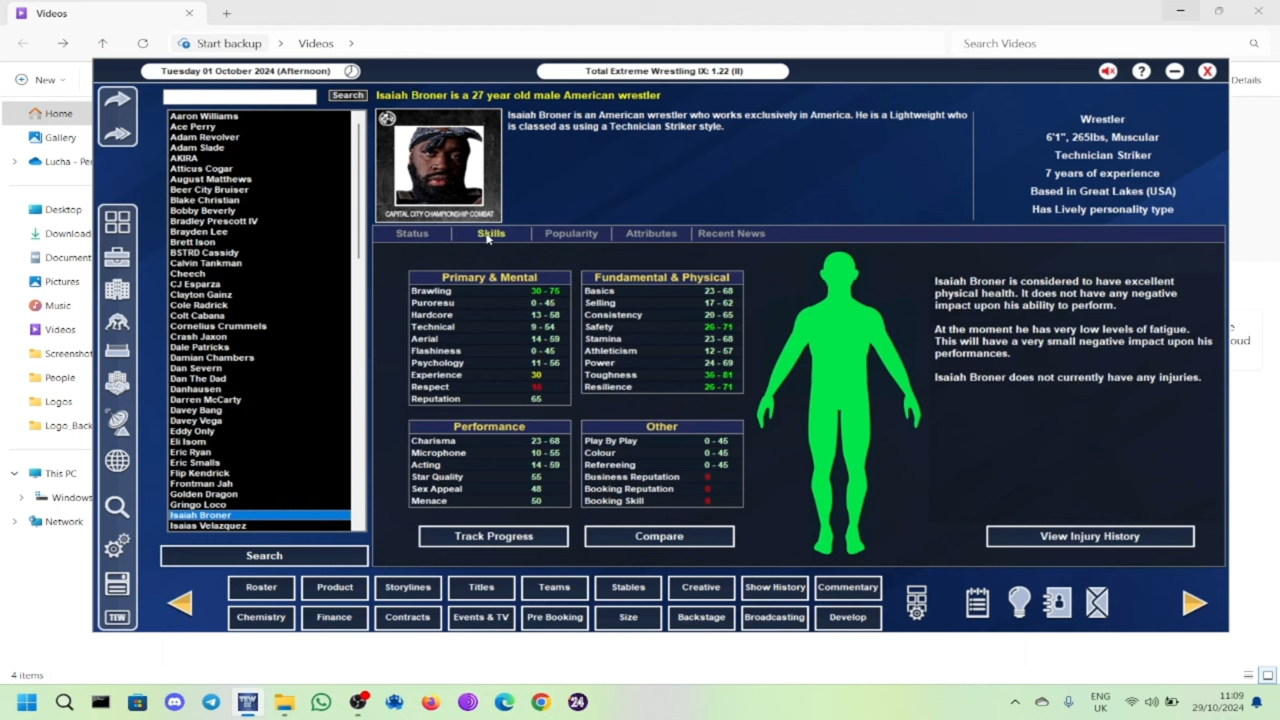 Videos
Start backup
Videos
Search Videos
New
Details
Home
Gallery
Lucha - Per
Desktop
Download
Document
Pictures
Music
Videos
Screenshot
People
Logos
Logo_Back
This PC
Windows
Network
Tuesday 01 October 2024 (Afternoon)
Total Extreme Wrestling IX: 1.22 (II)
?
X
Search
Isaiah Broner is a 27 year old male American wrestler
Isaiah Broner is an American wrestler who works exclusively in America. He is a Lightweight who
is classed as using a Technician Striker style.
CAPITAL CITY CHAMPIONSHIP COMBAT
Wrestler
6'1", 265lbs, Muscular
Technician Striker
7 years of experience
Based in Great Lakes (USA)
Has Lively personality type
Aaron Williams
Ace Perry
Adam Revolver
Adam Slade
AKIRA
Atticus Cogar
August Matthews
Beer City Bruiser
Blake Christian
Bobby Beverly
Bradley Prescott IV
Brayden Lee
Brett Ison
BSTRD Cassidy
Calvin Tankman
Cheech
CJ Esparza
Clayton Gainz
Cole Radrick
Colt Cabana
Cornelius Crummels
Crash Jaxon
Dale Patricks
Damian Chambers
Dan Severn
Dan The Dad
Danhausen
Darren McCarty
Davey Bang
Davey Vega
Eddy Only
Eli Isom
Eric Ryan
Eric Smalls
Flip Kendrick
Frontman Jah
Golden Dragon
Gringo Loco
Isaiah Broner
Isaias Velazquez
Search
Status
Skills
Popularity
Attributes
Recent News
Primary & Mental
Brawling 30 - 75
Puroresu 0 - 45
Hardcore 13 - 58
Technical 9 - 54
Aerial 14 - 59
Flashiness 0 - 45
Psychology 11 - 56
Experience 30
Respect
Reputation 65
Fundamental & Physical
Basics 23 - 68
Selling 17 - 62
Consistency 20 - 65
Safety 26 - 71
Stamina 23 - 68
Athleticism 12 - 57
Power 24 - 69
Toughness 36 - 81
Resilience 26 - 71
Performance
Charisma 23 - 68
Microphone 10 - 55
Acting 14 - 59
Star Quality 55
Sex Appeal 48
Menace 50
Other
Play By Play 0 - 45
Colour 0 - 45
Refereeing 0 - 45
Business Reputation
Booking Reputation
Booking Skill
Track Progress
Compare
Isaiah Broner is considered to have excellent
physical health. It does not have any negative
impact upon his ability to perform.
At the moment he has very low levels of fatigue.
This will have a very small negative impact upon his
performances.
Isaiah Broner does not currently have any injuries.
View Injury History
Roster
Product
Storylines
Titles
Teams
Stables
Creative
Show History
Commentary
Chemistry
Finance
Contracts
Events & TV
Pre Booking
Size
Backstage
Broadcasting
Develop
TEW
oud
4 items
TEW
24
ENG
UK
11:09
29/10/2024